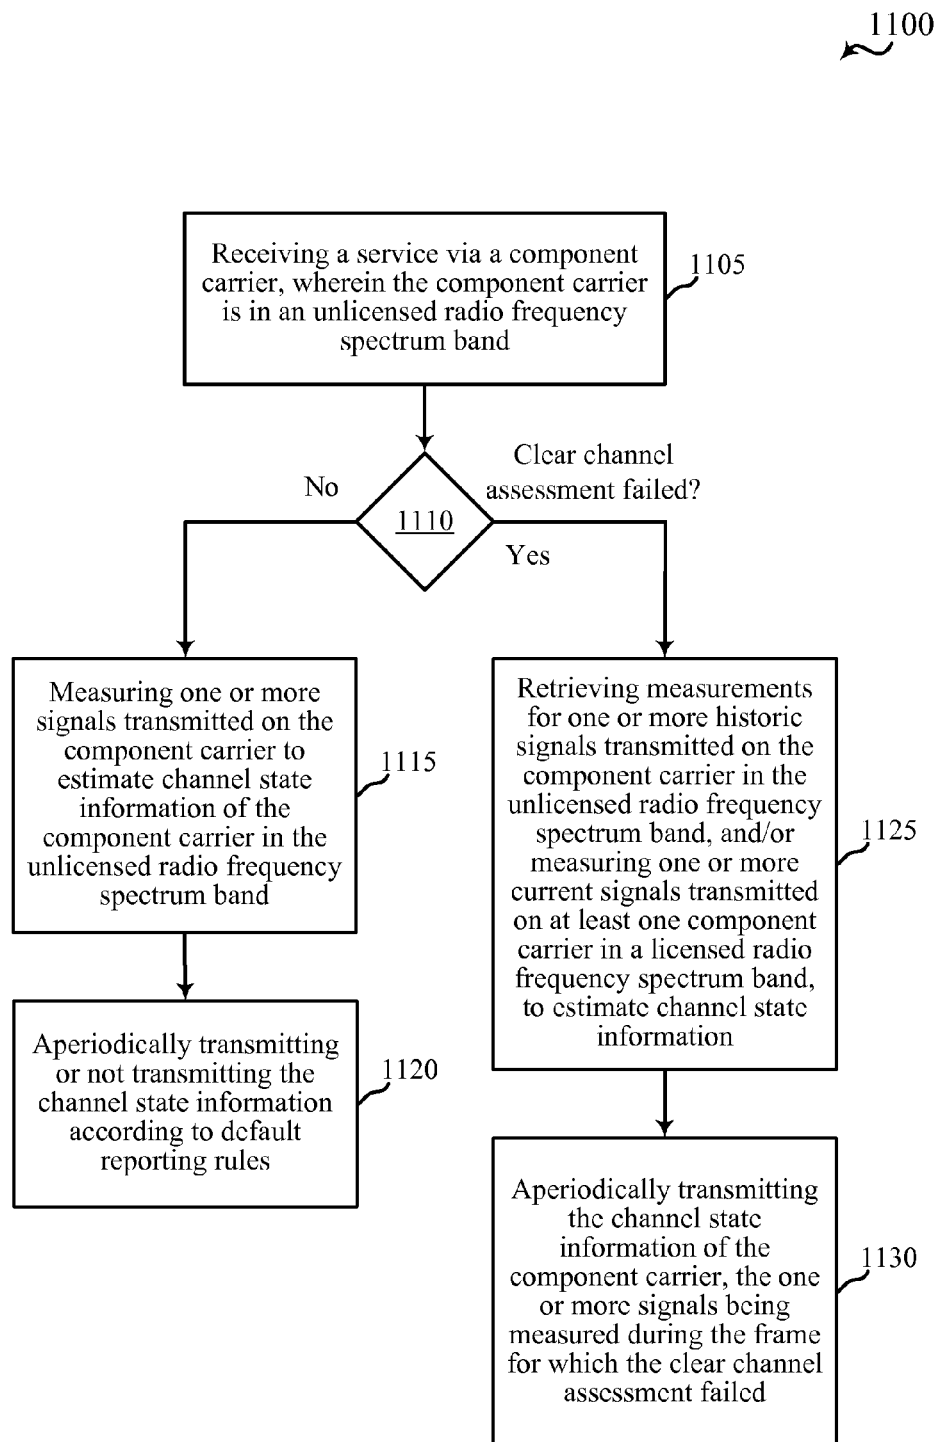 1100
Receiving a service via a component
carrier, wherein the component carrier
is in an unlicensed radio frequency
spectrum band
1105
Clear channel
assessment failed?
No
1110
Yes
Measuring one or more
signals transmitted on the
component carrier to
estimate channel state
information of the
component carrier in the
unlicensed radio frequency
spectrum band
1115
Aperiodically transmitting
or not transmitting the
channel state information
according to default
reporting rules
1120
Retrieving measurements
for one or more historic
signals transmitted on the
component carrier in the
unlicensed radio frequency
spectrum band, and/or
measuring one or more
current signals transmitted
on at least one component
carrier in a licensed radio
frequency spectrum band,
to estimate channel state
information
1125
Aperiodically transmitting
the channel state
information of the
component carrier, the one
or more signals being
measured during the frame
for which the clear channel
assessment failed
1130